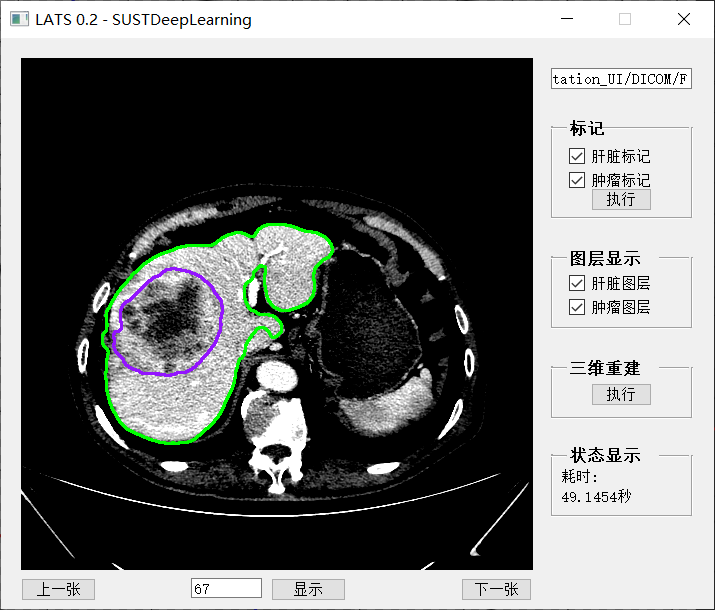 LATS 0.2 - SUSTDeepLearning
tation_UI/DICOM/F
标记
肝脏标记
肿瘤标记
执行
图层显示
肝脏图层
肿瘤图层
三维重建
执行
状态显示
耗时:
49.1454秒
上一张
67
显示
下一张